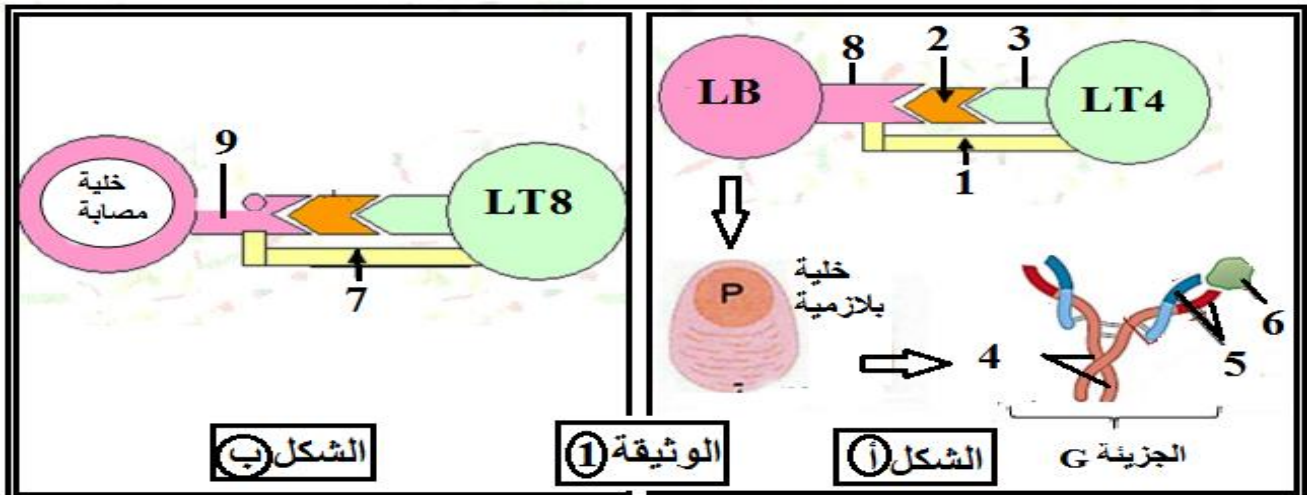 8 2 3
LB LT4
1
9
خلية
مصابة
LT8
7
خلية
بلازمية
P
4 5 6
الجزيئة G
الشكل أ
الوثيقة 1
الشكل ب